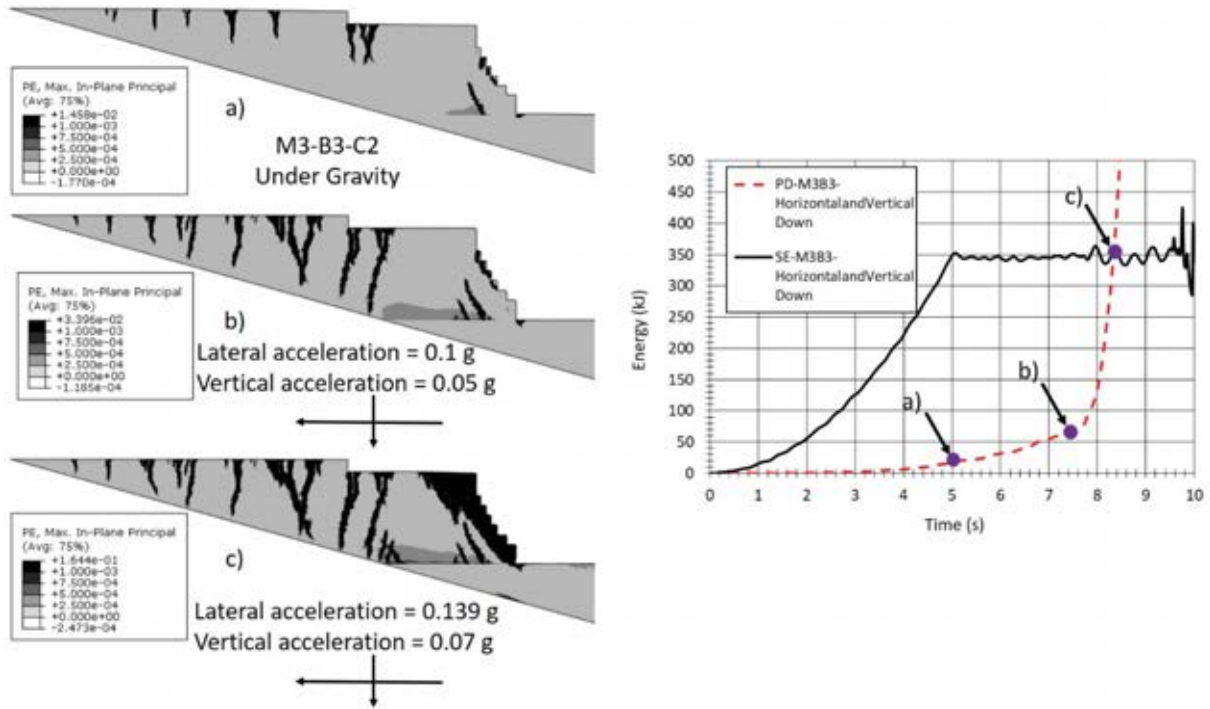 PE, Max. In-Plane Principal
(Avg: 75%)
+1.458e-02
+1.000e-03
+7.500e-04
+5.000e-04
+2.500e-04
+0.000e+00
-1.770e-04
a)
M3-B3-C2
Under Gravity
PE, Max. In-Plane Principal
(Avg: 75%)
+3.396e-02
+1.000e-03
+7.500e-04
+5.000e-04
+2.500e-04
+0.000e+00
-1.185e-04
b)
Lateral acceleration = 0.1 g
Vertical acceleration = 0.05 g
PE, Max. In-Plane Principal
(Avg: 75%)
+1.644e-01
+1.000e-03
+7.500e-04
+5.000e-04
+2.500e-04
+0.000e+00
-2.473e-04
c)
Lateral acceleration = 0.139 g
Vertical acceleration = 0.07 g
Energy (kJ)
500
450
400
350
300
250
200
150
100
50
0
PD-M3B3-
HorizontalandVertical
Down
SE-M3B3-
HorizontalandVertical
Down
a)
b)
c)
0 1 2 3 4 5 6 7 8 9 10
Time (s)